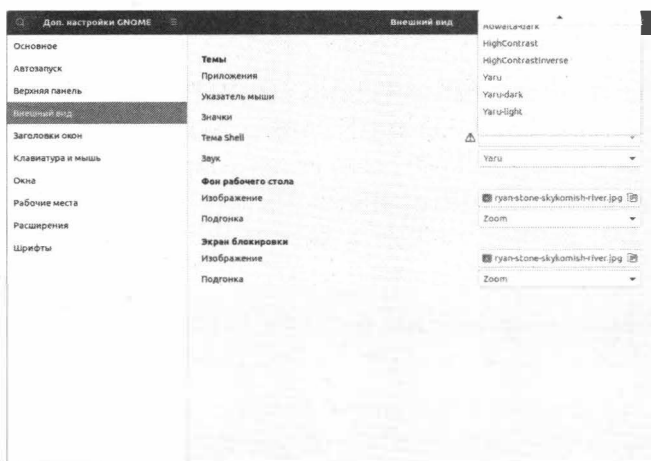 Доп. настройки GNOME
Внешний вид
Основное
Автозапуск
Верхняя панель
Внешний вид
Заголовки окон
Клавиатура и мышь
Окна
Рабочие места
Расширения
Шрифты
Темы
Приложения
Указатель мыши
Значки
Тема Shell
Звук
Yaru
Фон рабочего стола
Изображение
ryan-stone-skykomish-river.jpg
Подгонка
Zoom
Экран блокировки
Изображение
ryan-stone-skykomish-river.jpg
Подгонка
Zoom
HighContrast
HighContrastInverse
Yaru
Yaru-dark
Yaru-light